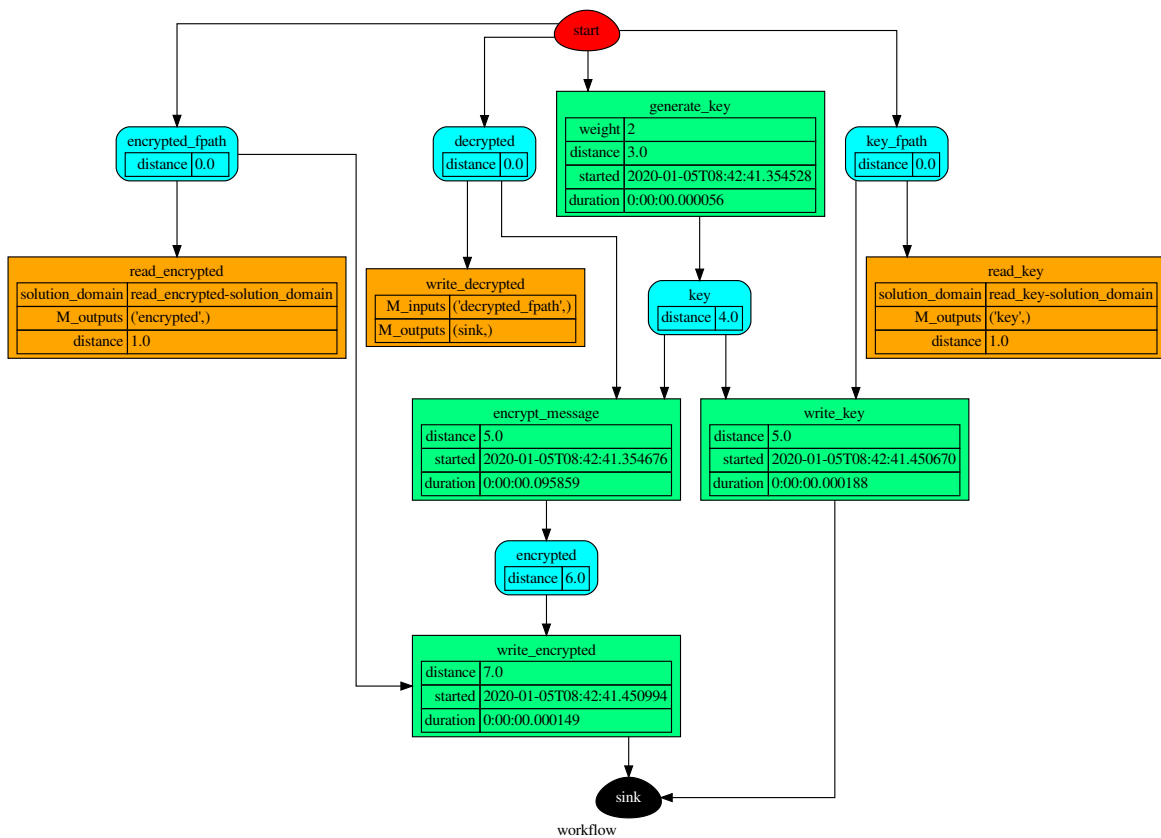 start
generate_key
weight 2
distance 3.0
started 2020-01-05T08:42:41.354528
duration 0:00:00.000056
encrypted_fpath
distance 0.0
decrypted
distance 0.0
key_fpath
distance 0.0
read_encrypted
solution_domain read_encrypted-solution_domain
M_outputs ('encrypted',)
distance 1.0
write_decrypted
M_inputs ('decrypted_fpath',)
M_outputs (sink,)
key
distance 4.0
read_key
solution_domain read_key-solution_domain
M_outputs ('key',)
distance 1.0
encrypt_message
distance 5.0
started 2020-01-05T08:42:41.354676
duration 0:00:00.095859
write_key
distance 5.0
started 2020-01-05T08:42:41.450670
duration 0:00:00.000188
encrypted
distance 6.0
write_encrypted
distance 7.0
started 2020-01-05T08:42:41.450994
duration 0:00:00.000149
sink
workflow